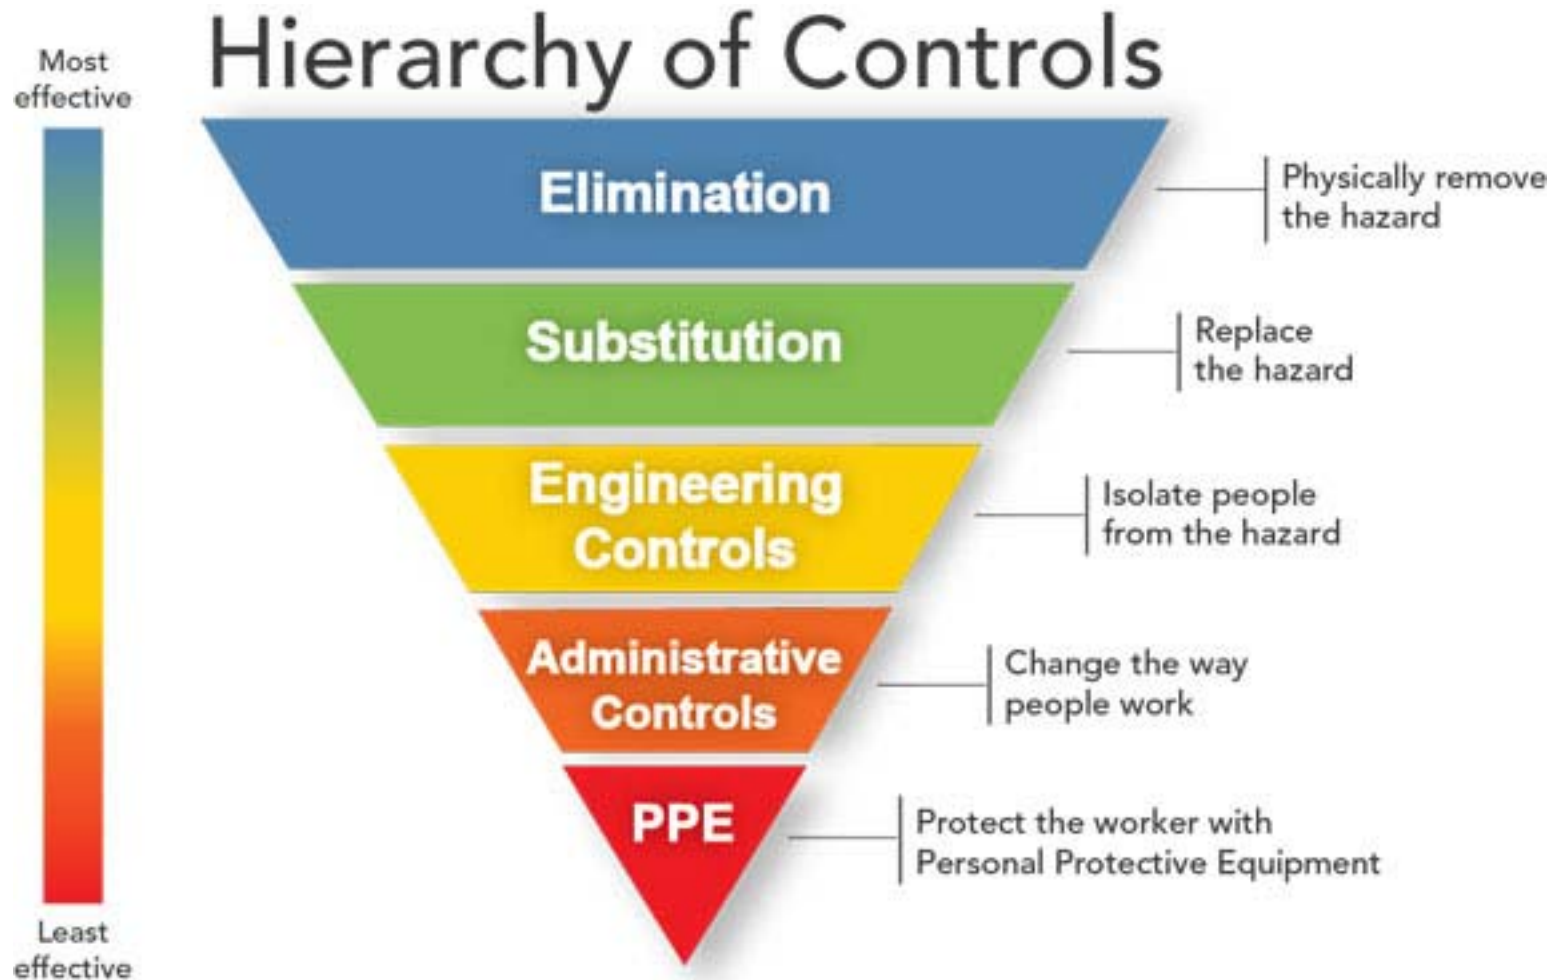 Hierarchy of Controls
Most
effective
Elimination
Physically remove
the hazard
Substitution
Replace
the hazard
Engineering
Controls
Isolate people
from the hazard
Administrative
Controls
Change the way
people work
PPE
Protect the worker with
Personal Protective Equipment
Least
effective